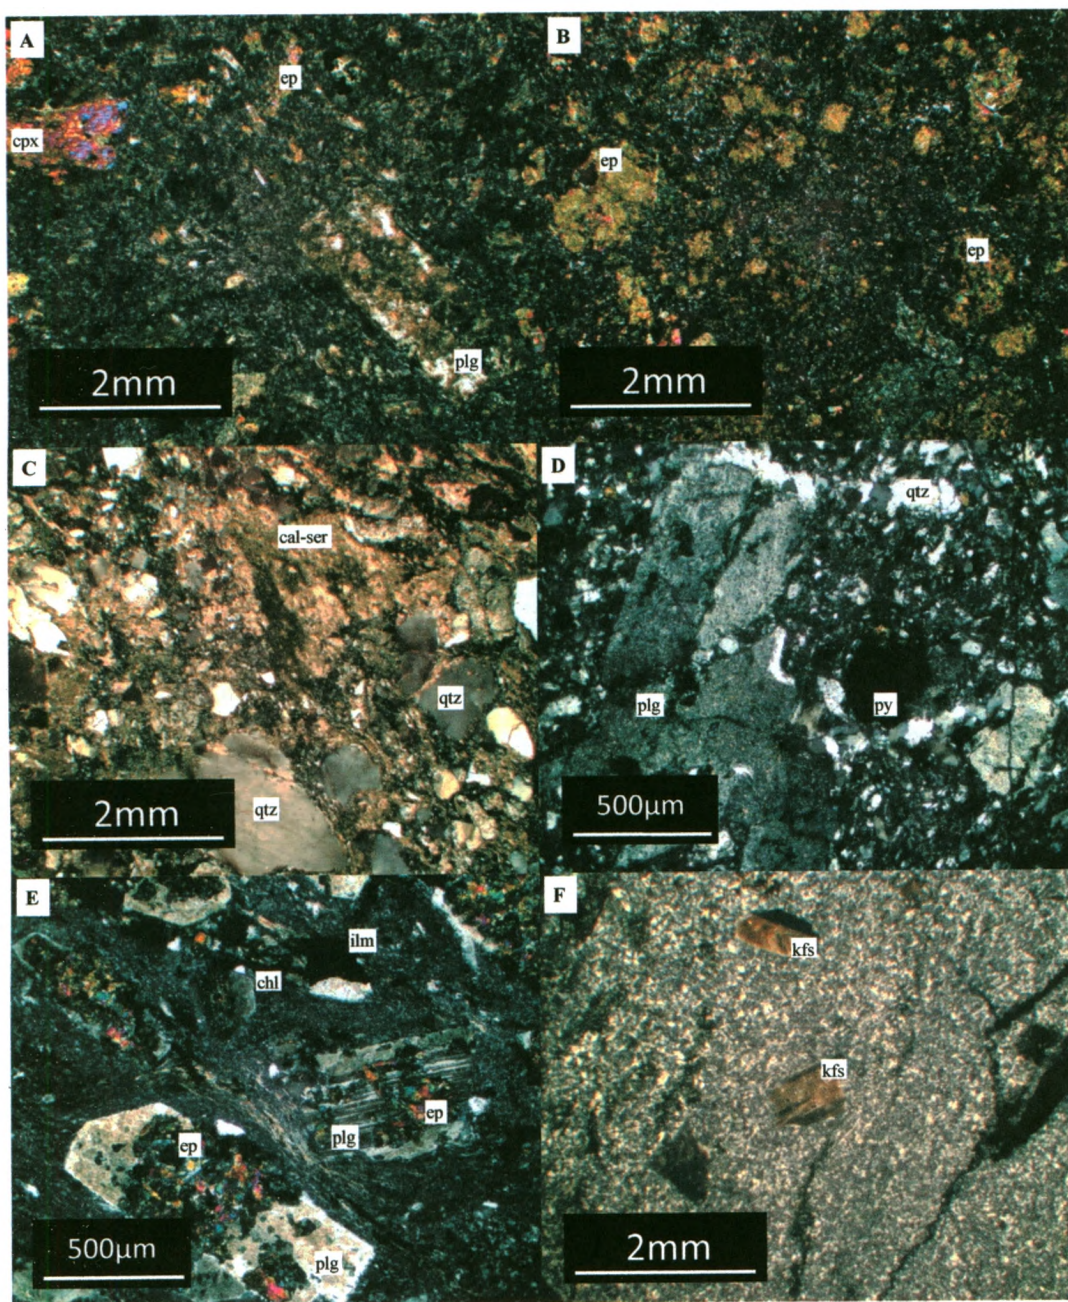 A
ep
cpx
plg
2mm
B
ep
ep
2mm
C
cal-ser
qtz
qtz
2mm
D
qtz
plg
py
500µm
E
ilm
chl
ep
plg
ep
plg
500µm
F
kfs
kfs
2mm